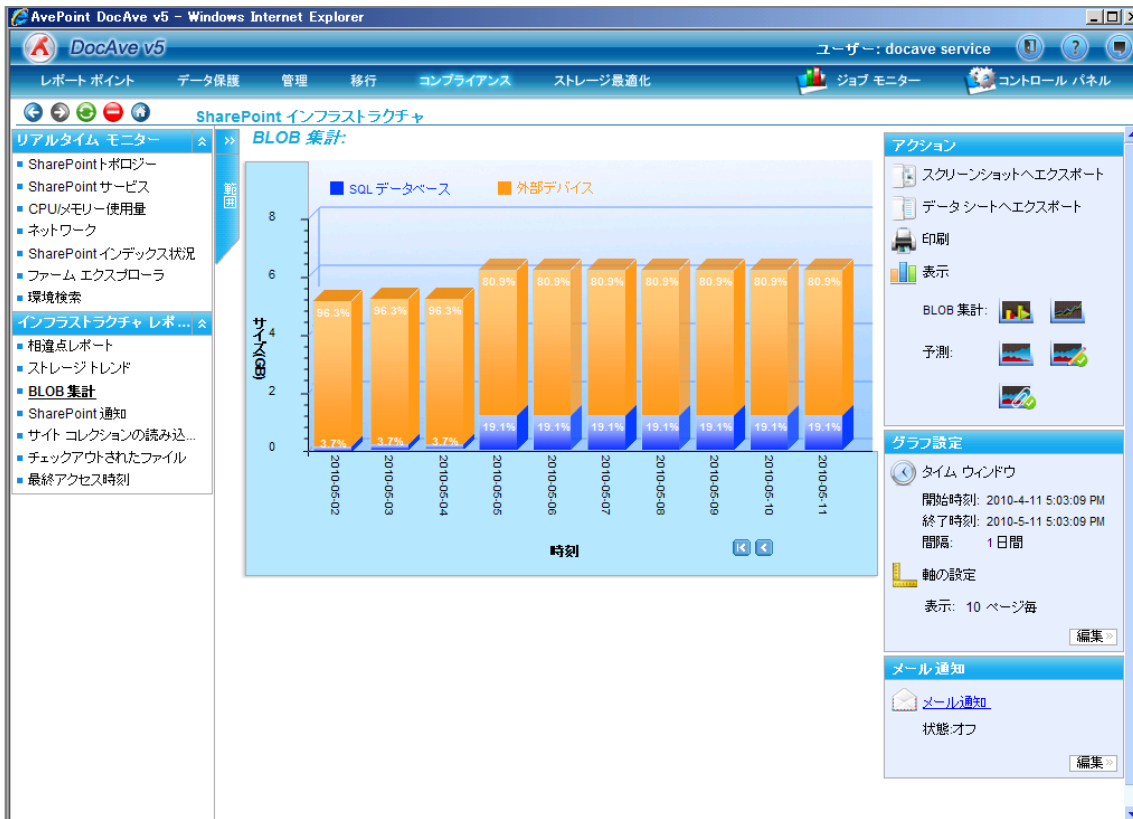 AvePoint DocAve v5 - Windows Internet Explorer
DocAve v5
ユーザー: docave service
レポート ポイント データ保護 管理 移行 コンプライアンス ストレージ最適化 ジョブ モニター コントロール パネル
SharePoint インフラストラクチャ
リアルタイム モニター
SharePointトポロジー
SharePoint サービス
CPU/メモリー使用量
ネットワーク
SharePoint インデックス状況
ファーム エクスプローラ
環境検索
インフラストラクチャ レポ...
相違点レポート
ストレージ トレンド
BLOB 集計
SharePoint 通知
サイト コレクションの読み込...
チェックアウトされたファイル
最終アクセス時刻
範囲
BLOB 集計:
SQL データベース 外部デバイス
サイズ(GB)
8
6
4
2
0
96.3% 96.3% 96.3% 80.9% 80.9% 80.9% 80.9% 80.9% 80.9% 80.9%
3.7% 3.7% 3.7% 19.1% 19.1% 19.1% 19.1% 19.1% 19.1% 19.1%
2010-05-02 2010-05-03 2010-05-04 2010-05-05 2010-05-06 2010-05-07 2010-05-08 2010-05-09 2010-05-10 2010-05-11
時刻
アクション
スクリーンショットへエクスポート
データ シートへエクスポート
印刷
表示
BLOB 集計:
予測:
グラフ設定
タイム ウィンドウ
開始時刻: 2010-4-11 5:03:09 PM
終了時刻: 2010-5-11 5:03:09 PM
間隔: 1 日間
軸の設定
表示: 10 ページ毎
編集
メール 通知
メール通知
状態:オフ
編集